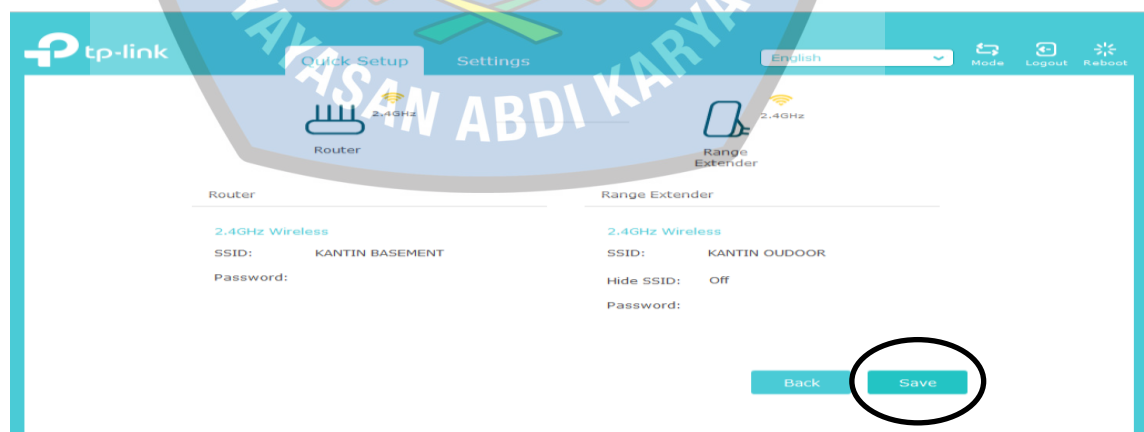 tp-link
Quick Setup Settings English Mode Logout Reboot
YAYASAN ABDI KARYA
2.4GHz 2.4GHz
Router Range
Extender
Router Range Extender
2.4GHz Wireless 2.4GHz Wireless
SSID: KANTIN BASEMENT SSID: KANTIN OUDOOR
Password: Hide SSID: Off
Password:
Back Save